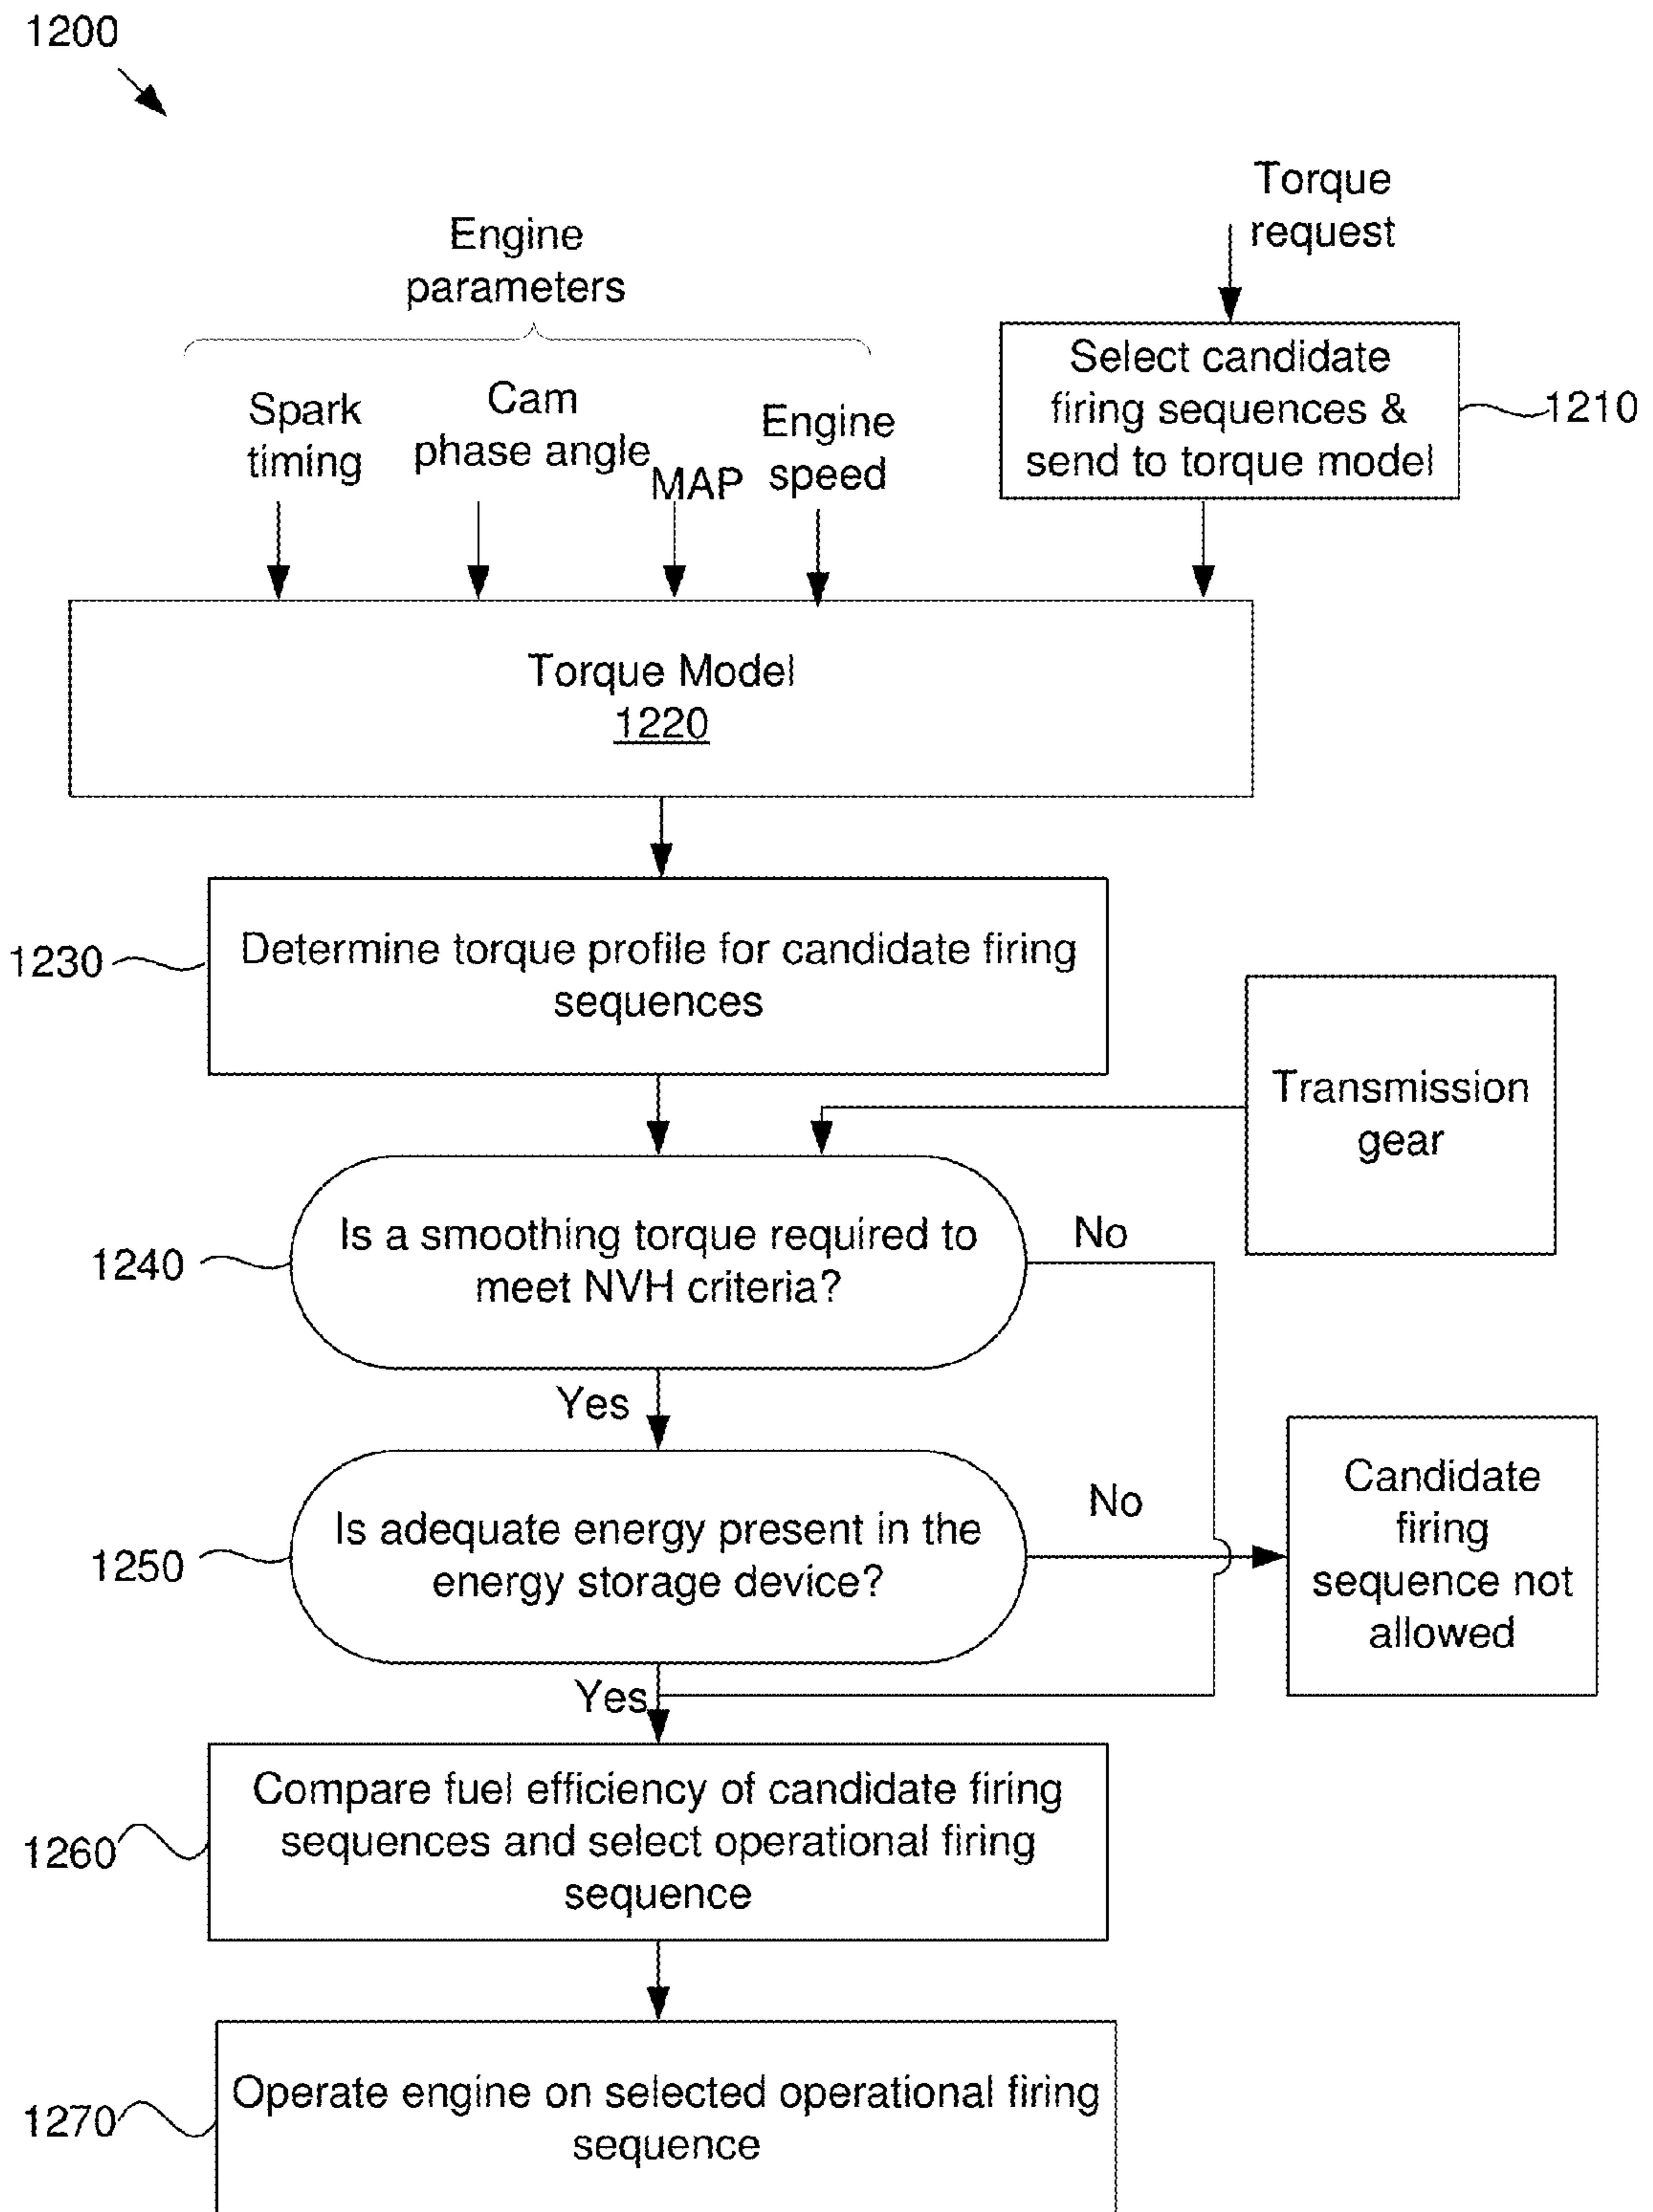 1200
Torque
request
Engine
parameters
Select candidate
firing sequences &
send to torque model
1210
Spark
timing
Cam
phase angle
MAP
Engine
speed
Torque Model
1220
1230
Determine torque profile for candidate firing
sequences
Transmission
gear
1240
Is a smoothing torque required to
meet NVH criteria?
No
Yes
1250
Is adequate energy present in the
energy storage device?
No
Candidate
firing
sequence not
allowed
Yes
1260
Compare fuel efficiency of candidate firing
sequences and select operational firing
sequence
1270
Operate engine on selected operational firing
sequence